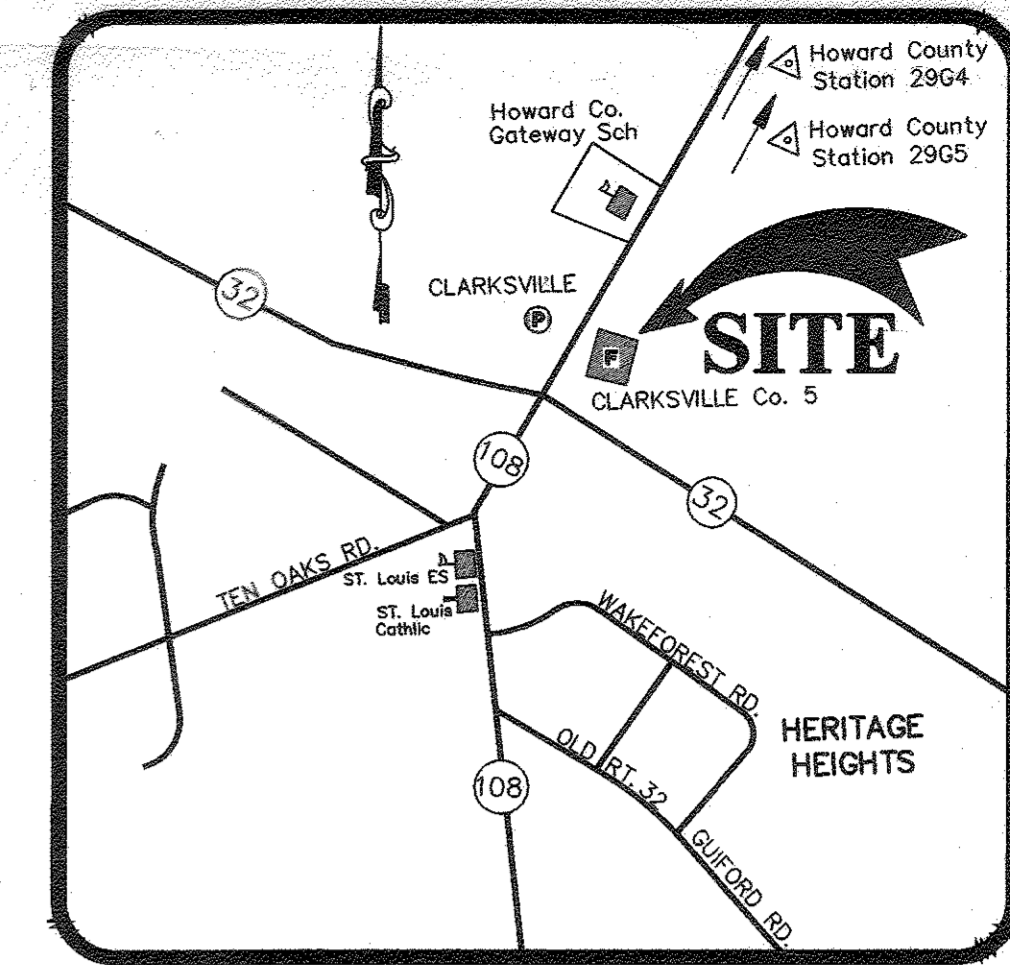 Howard County
Station 29G4
Howard County
Station 29G5
Howard Co.
Gateway Sch
32
CLARKSVILLE
P
F
SITE
CLARKSVILLE Co. 5
108
32
TEN OAKS RD.
ST. Louis ES
ST. Louis
Cathlic
WAKEFOREST RD.
HERITAGE
HEIGHTS
OLD RT. 32
108
GUIFORD RD.